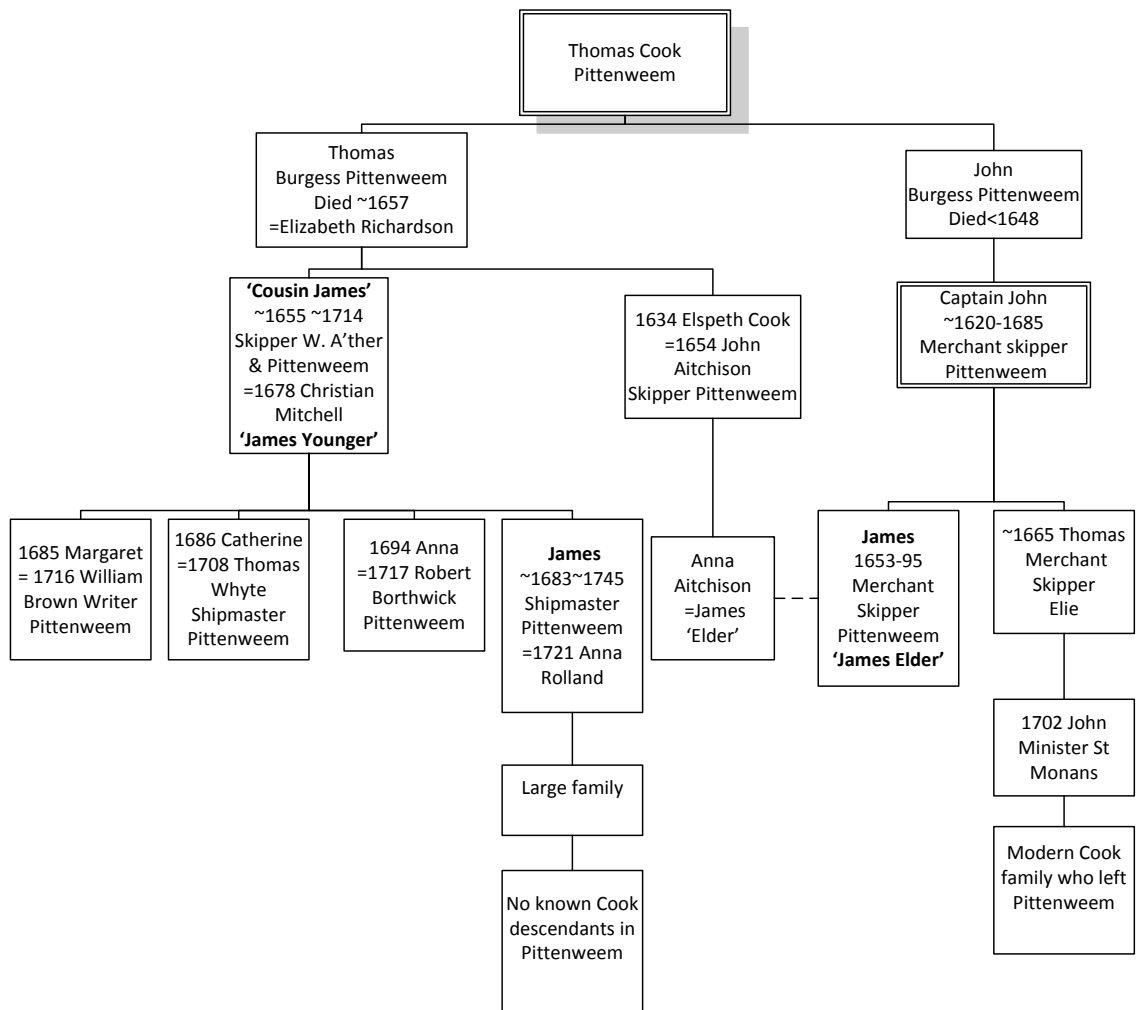 Thomas Cook
Pittenweem
Thomas
Burgess Pittenweem
Died ~1657
=Elizabeth Richardson
John
Burgess Pittenweem
Died<1648
‘Cousin James’
~1655 ~1714
Skipper W. A’ther
& Pittenweem
=1678 Christian
Mitchell
‘James Younger’
1634 Elspeth Cook
=1654 John
Aitchison
Skipper Pittenweem
Captain John
~1620-1685
Merchant skipper
Pittenweem
1685 Margaret
= 1716 William
Brown Writer
Pittenweem
1686 Catherine
=1708 Thomas
Whyte
Shipmaster
Pittenweem
1694 Anna
=1717 Robert
Borthwick
Pittenweem
James
~1683~1745
Shipmaster
Pittenweem
=1721 Anna
Rolland
Anna
Aitchison
=James
‘Elder’
James
1653-95
Merchant
Skipper
Pittenweem
‘James Elder’
~1665 Thomas
Merchant
Skipper
Elie
1702 John
Minister St
Monans
Large family
Modern Cook
family who left
Pittenweem
No known Cook
descendants in
Pittenweem